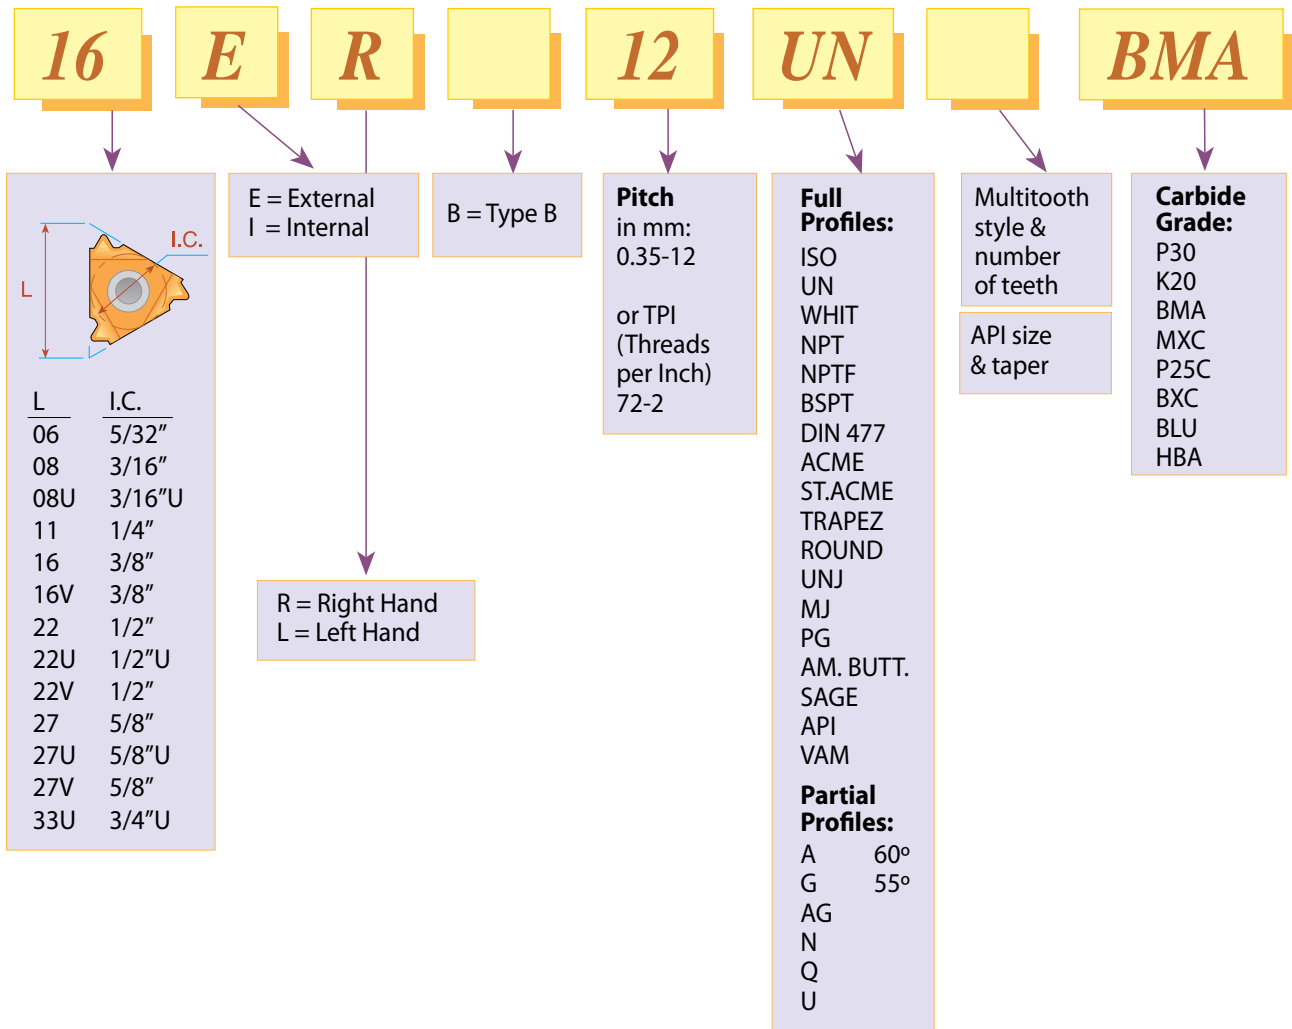 16 E R 12 UN BMA
L
I.C.
L I.C.
06 5/32"
08 3/16"
08U 3/16"U
11 1/4"
16 3/8"
16V 3/8"
22 1/2"
22U 1/2"U
22V 1/2"
27 5/8"
27U 5/8"U
27V 5/8"
33U 3/4"U
E = External
I = Internal
R = Right Hand
L = Left Hand
B = Type B
Pitch
in mm:
0.35-12
or TPI
(Threads
per Inch)
72-2
Full
Profiles:
ISO
UN
WHIT
NPT
NPTF
BSPT
DIN 477
ACME
ST.ACME
TRAPEZ
ROUND
UNJ
MJ
PG
AM. BUTT.
SAGE
API
VAM
Partial
Profiles:
A 60º
G 55º
AG
N
Q
U
Multitooth
style &
number
of teeth
API size
& taper
Carbide
Grade:
P30
K20
BMA
MXC
P25C
BXC
BLU
HBA